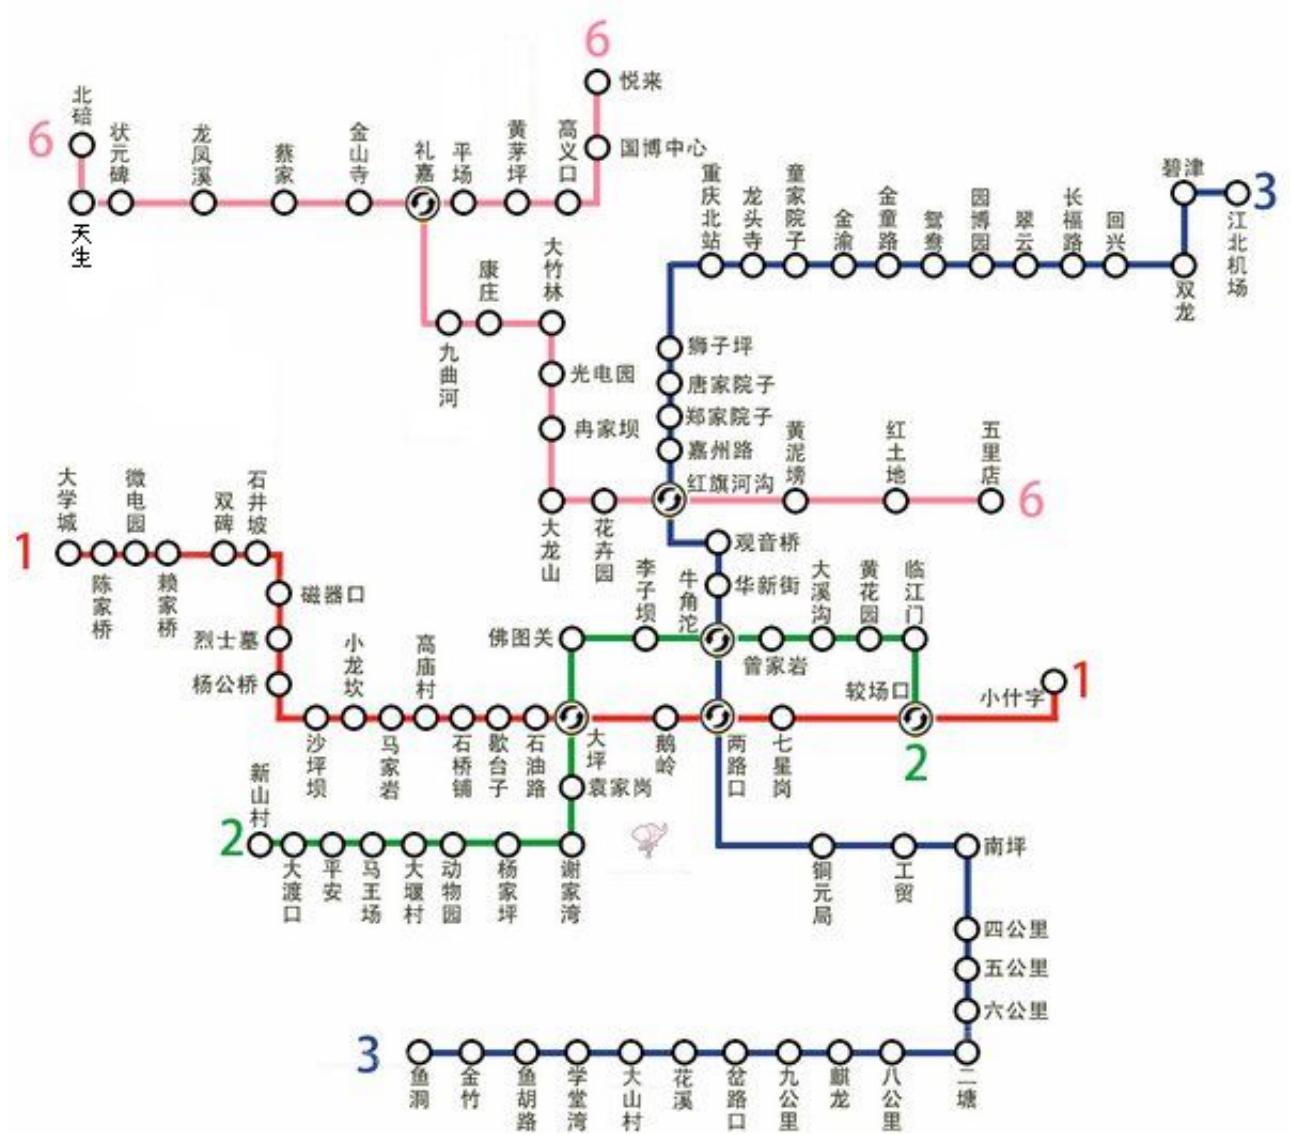 6
悦来
国博中心
北碚
6
状元碑
龙凤溪
蔡家
金山寺
礼嘉
平场
黄茅坪
高义口
天生
重庆北站
龙头寺
童家院子
金渝
金童路
鸳鸯
园博园
翠云
长福路
回兴
碧津
3
江北机场
双龙
九曲河
康庄
大竹林
光电园
冉家坝
狮子坪
唐家院子
郑家院子
嘉州路
红旗河沟
黄泥塝
红土地
五里店
6
大龙山
花卉园
1
大学城
陈家桥
微电园
赖家桥
双碑
石井坡
磁器口
烈士墓
杨公桥
观音桥
华新街
佛图关
李子坝
牛角沱
曾家岩
大溪沟
黄花园
临江门
较场口
小什字
1
2
沙坪坝
小龙坎
马家岩
高庙村
石桥铺
歇台子
石油路
大坪
鹅岭
两路口
七星岗
袁家岗
2
新山村
大渡口
平安
马王场
大堰村
动物园
杨家坪
谢家湾
铜元局
工贸
南坪
四公里
五公里
六公里
3
鱼洞
金竹
鱼胡路
学堂湾
大山村
花溪
岔路口
九公里
麒龙
八公里
二塘